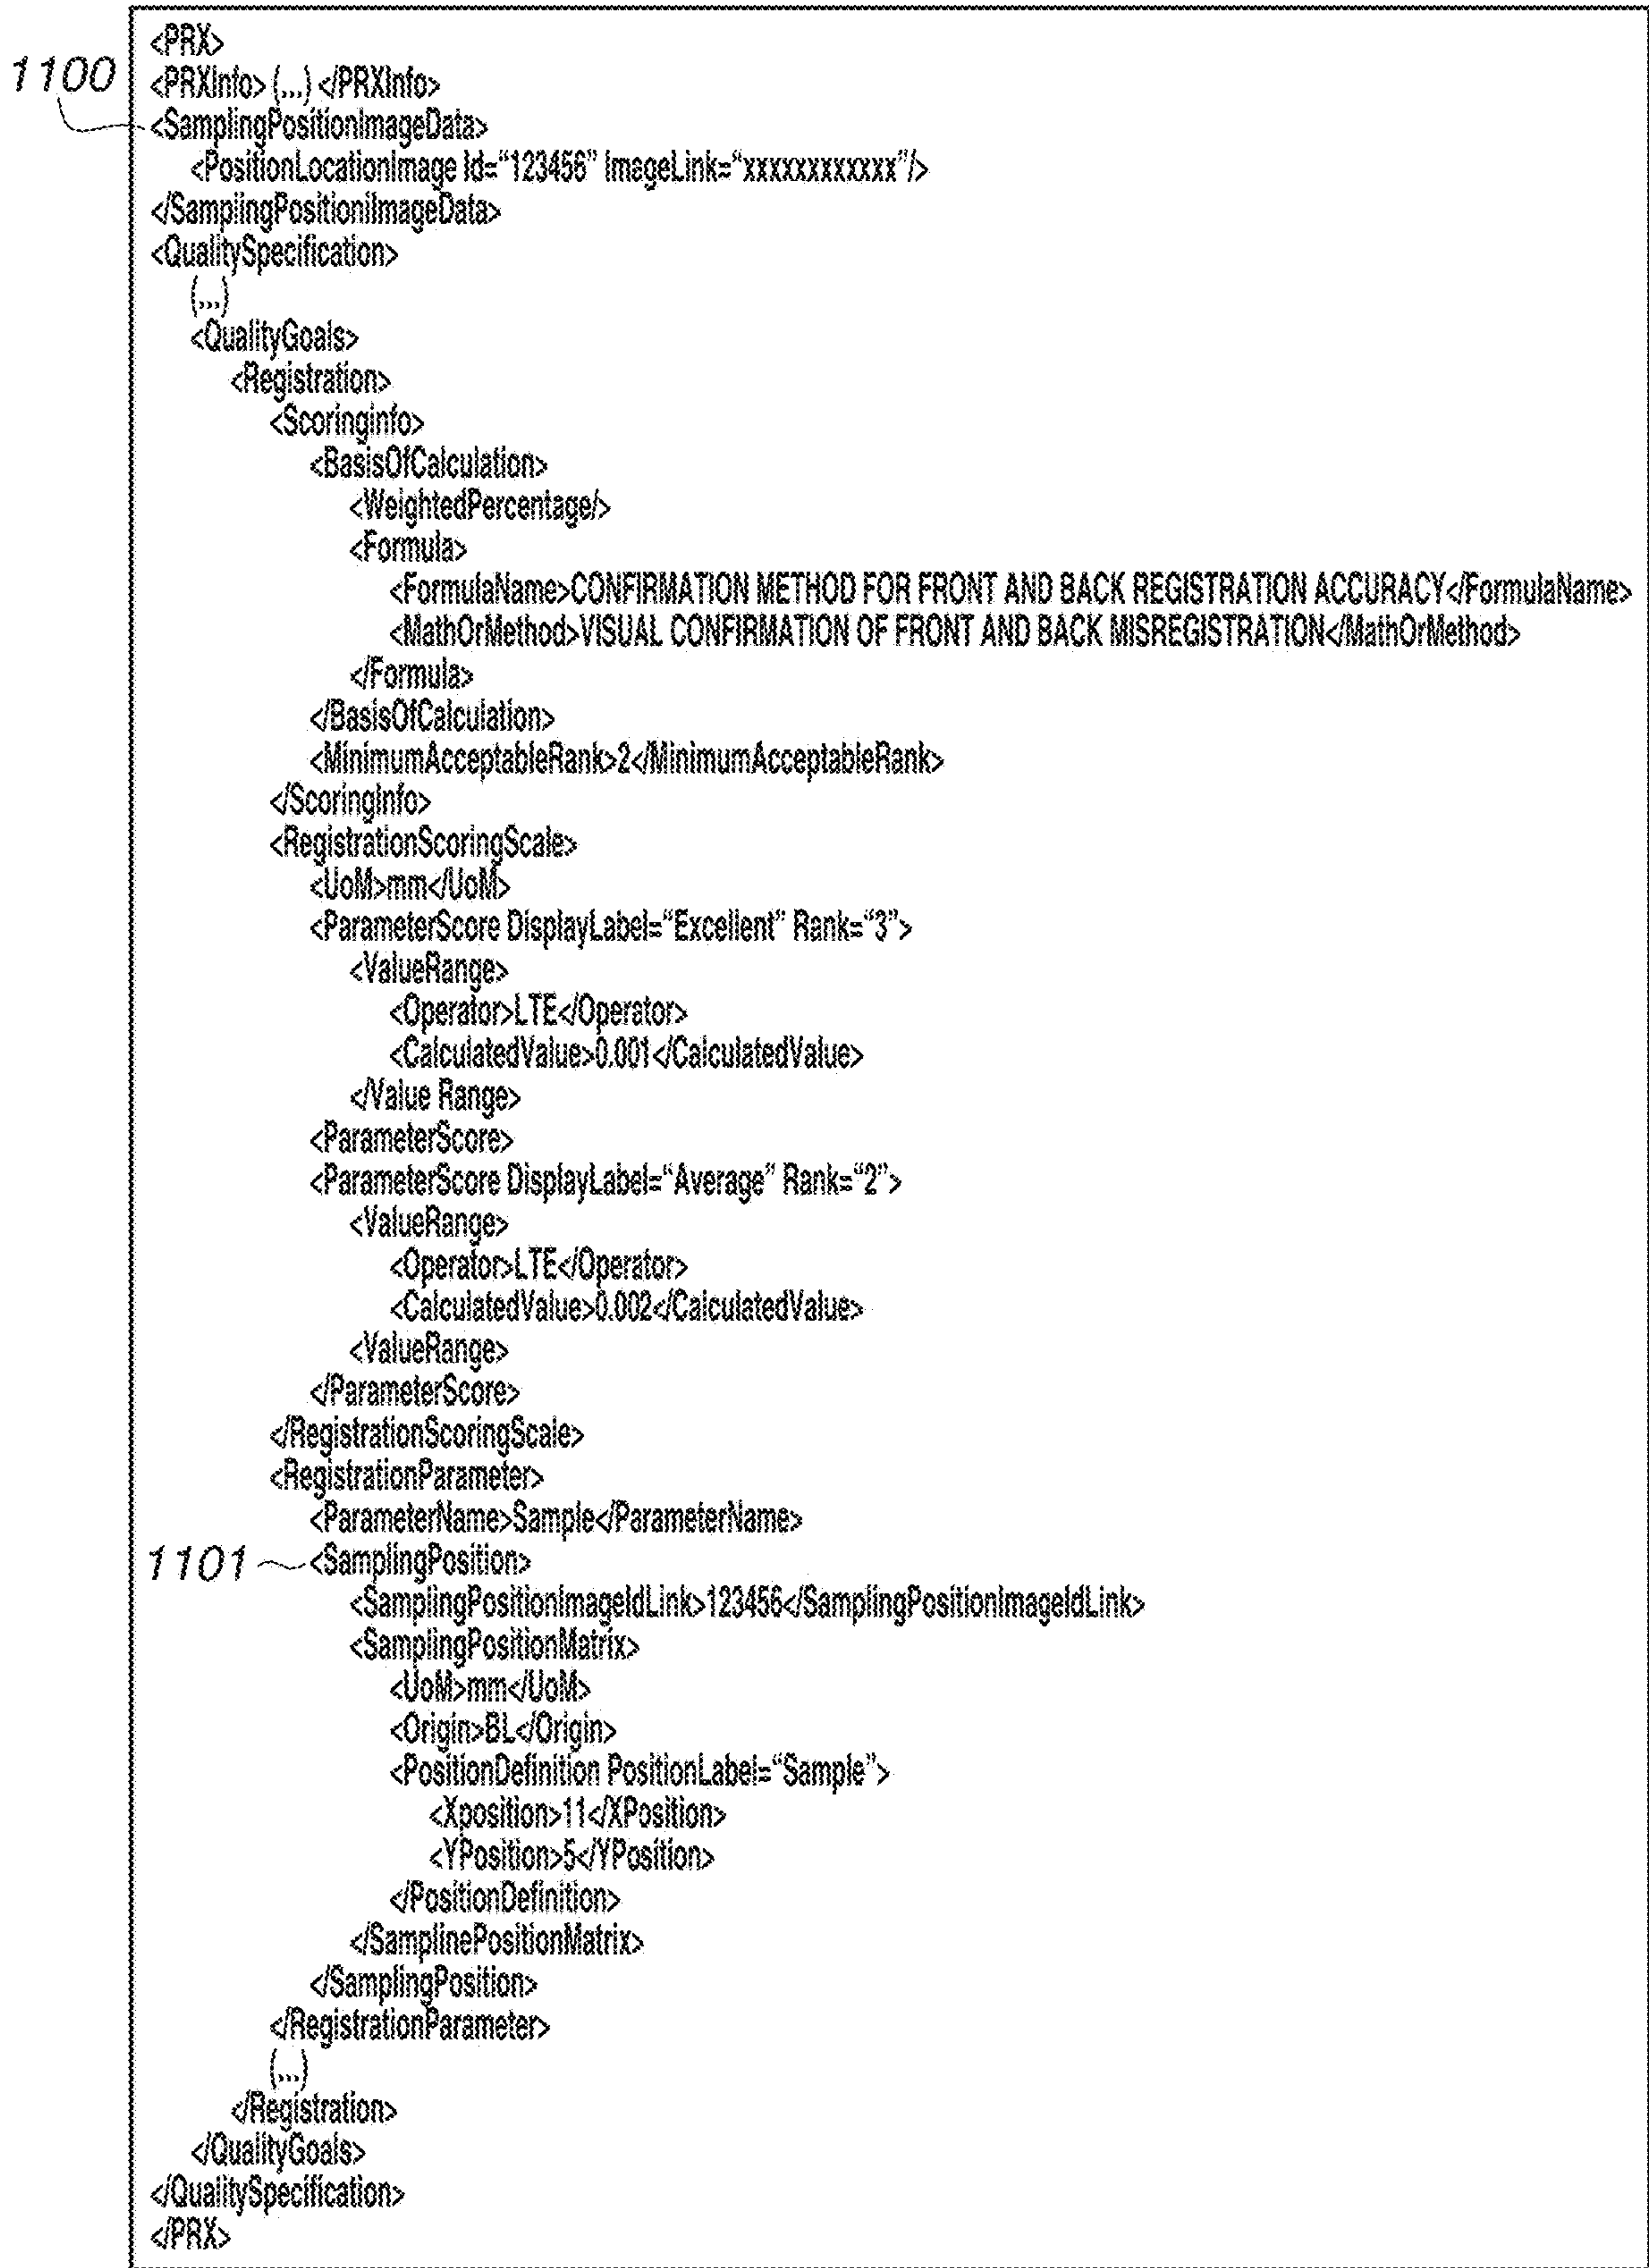 <PRX>
1100
<PRXInfo> (...) </PRXInfo>
<SamplingPositionImageData>
<PositionLocationImage Id="123456" ImageLink="xxxxxxxxxxxx"/>
</SamplingPositionIImageData>
<QualitySpecification>
(...)
<QualityGoals>
<Registration>
<ScoringInfo>
<BasisOfCalculation>
<WeightedPercentage/>
<Formula>
<FormulaName>CONFIRMATION METHOD FOR FRONT AND BACK REGISTRATION ACCURACY</FormulaName>
<MathOrMethod>VISUAL CONFIRMATION OF FRONT AND BACK MISREGISTRATION</MathOrMethod>
</Formula>
</BasisOfCalculation>
<MinimumAcceptableRank>2</MinimumAcceptableRank>
</ScoringInfo>
<RegistrationScoringScale>
<UoM>mm</UoM>
<ParameterScore DisplayLabel="Excellent" Rank="3">
<ValueRange>
<Operator>LTE</Operator>
<CalculatedValue>0.001</CalculatedValue>
</Value Range>
<ParameterScore>
<ParameterScore DisplayLabel="Average" Rank="2">
<ValueRange>
<Operator>LTE</Operator>
<CalculatedValue>0.002</CalculatedValue>
<ValueRange>
</ParameterScore>
</RegistrationScoringScale>
<RegistrationParameter>
<ParameterName>Sample</ParameterName>
1101 <SamplingPosition>
<SamplingPositionImageIdLink>123456</SamplingPositionImageIdLink>
<SamplingPositionMatrix>
<UoM>mm</UoM>
<Origin>BL</Origin>
<PositionDefinition PositionLabel="Sample">
<Xposition>11</XPosition>
<YPosition>5</YPosition>
</PositionDefinition>
</SamplinePositionMatrix>
</SamplingPosition>
</RegistrationParameter>
(...)
</Registration>
</QualityGoals>
</QualitySpecification>
</PRX>